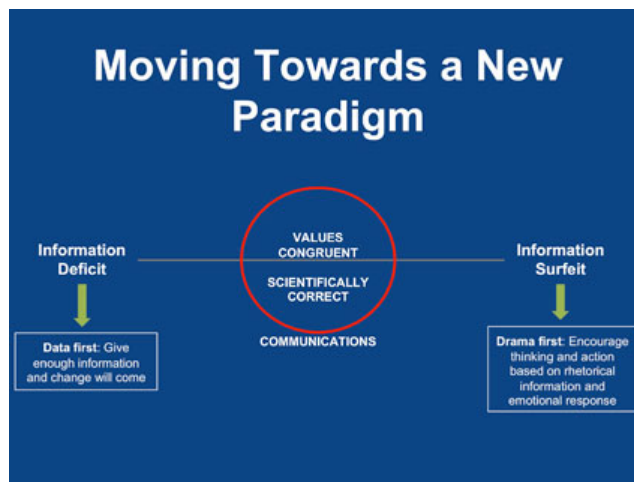 Moving Towards a New
Paradigm
Information
Deficit
VALUES
CONGRUENT
SCIENTIFICALLY
CORRECT
COMMUNICATIONS
Information
Surfeit
Data first: Give
enough information
and change will come
Drama first: Encourage
thinking and action
based on rhetorical
information and
emotional response